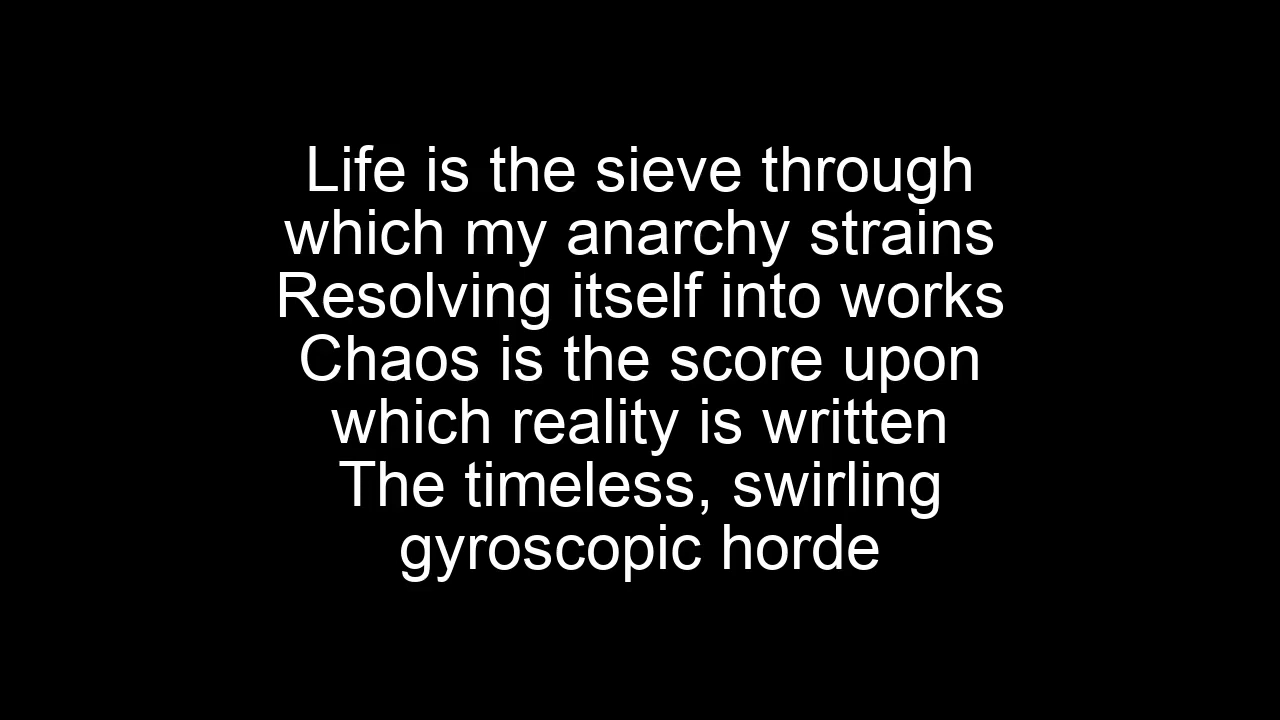 Life is the sieve through
which my anarchy strains
Resolving itself into works
Chaos is the score upon
which reality is written
The timeless, swirling
gyroscopic horde